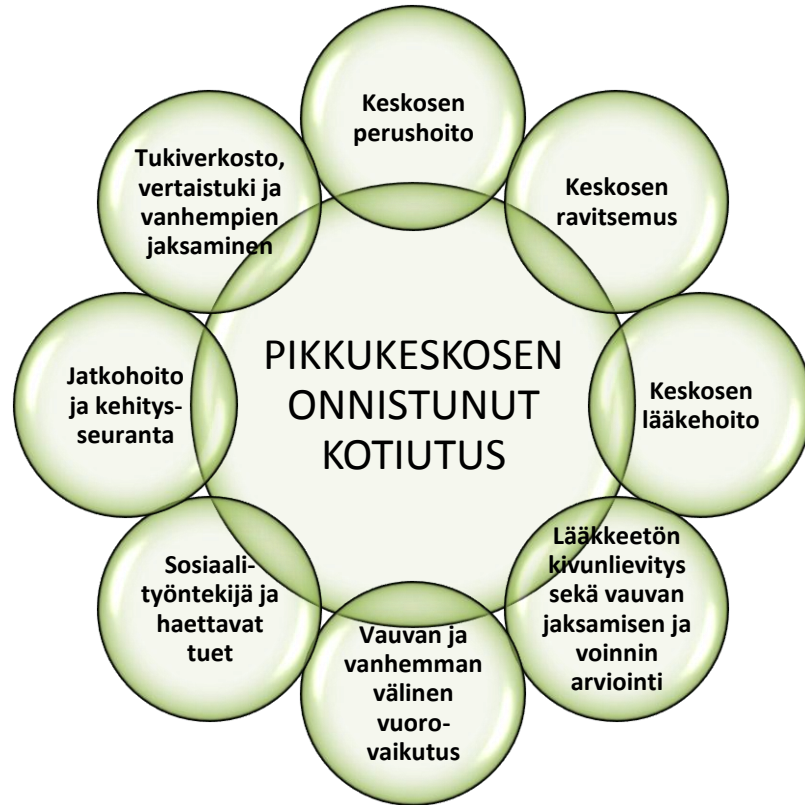 PIKKUKESKOSEN
ONNISTUNUT
KOTIUTUS
Keskosen
perushoito
Keskosen
ravitsemus
Keskosen
lääkehoito
Lääkkeetön
kivunlievitys
sekä vauvan
jaksamisen ja
voinnin
arviointi
Vauvan ja
vanhemman
välinen
vuoro-
vaikutus
Sosiaali-
työntekijä ja
haettavat
tuet
Jatkohoito
ja kehitys-
seuranta
Tukiverkosto,
vertaistuki ja
vanhempien
jaksaminen